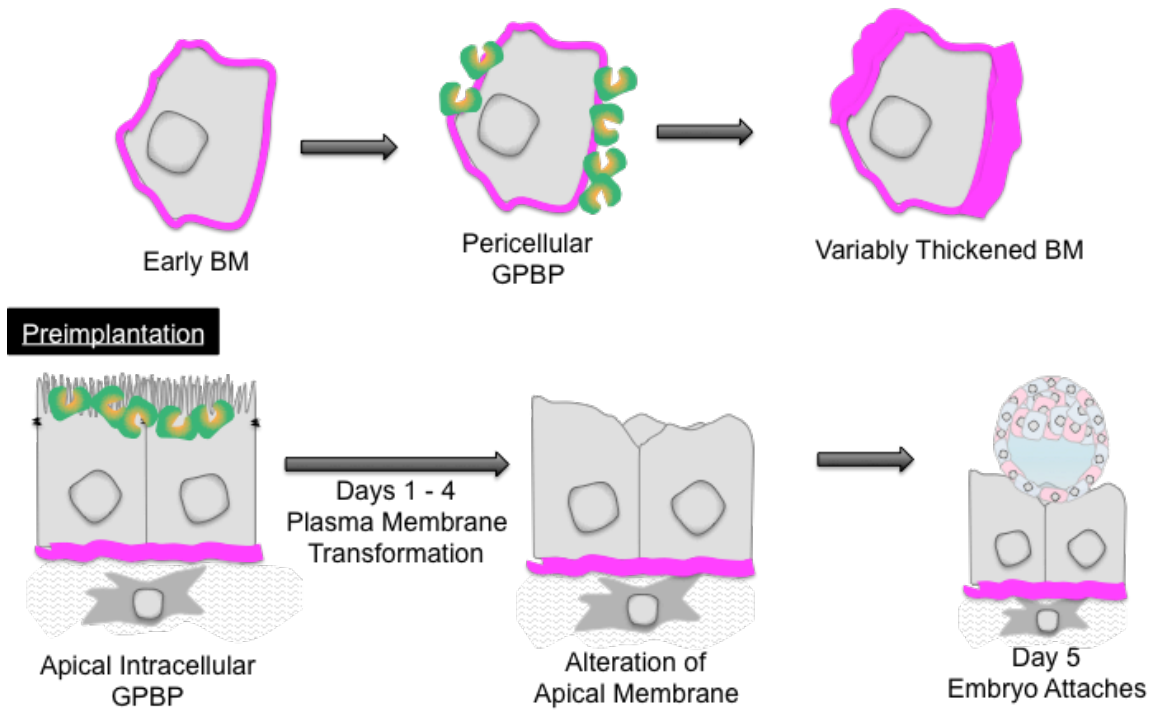 Early BM
Pericellular
GPBP
Variably Thickened BM
Preimplantation
Days 1 - 4
Plasma Membrane
Transformation
Apical Intracellular
GPBP
Alteration of
Apical Membrane
Day 5
Embryo Attaches